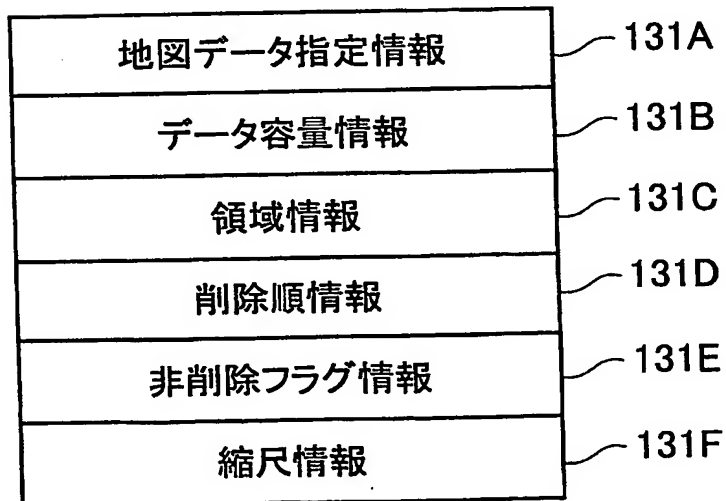 地図データ指定情報 131A
データ容量情報 131B
領域情報 131C
削除順情報 131D
非削除フラグ情報 131E
縮尺情報 131F